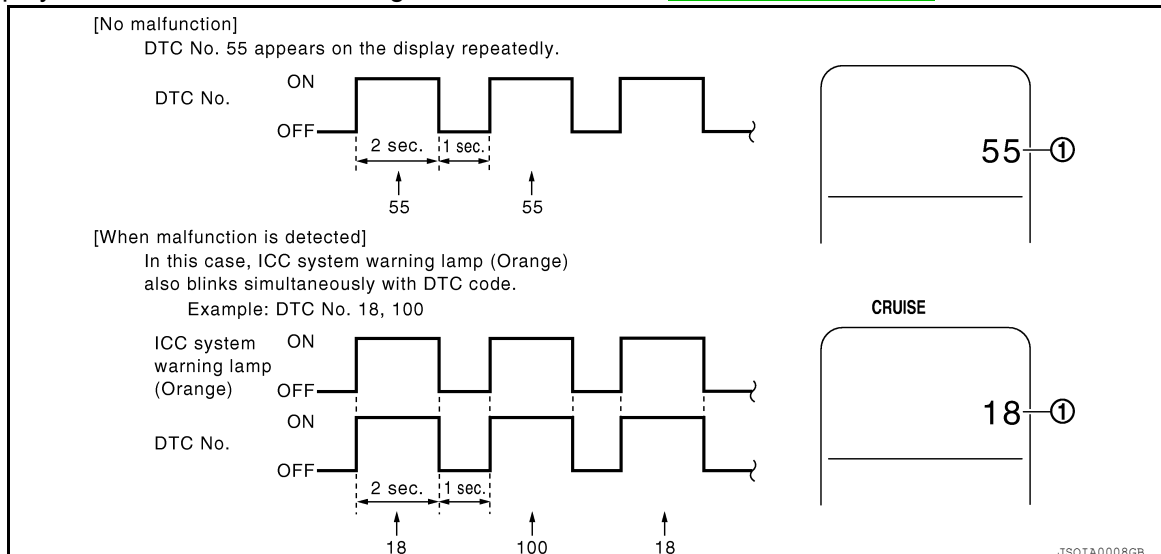 [No malfunction]
DTC No. 55 appears on the display repeatedly.
ON
DTC No.
OFF
2 sec.
1 sec.
55
55
55
①
[When malfunction is detected]
In this case, ICC system warning lamp (Orange)
also blinks simultaneously with DTC code.
Example: DTC No. 18, 100
CRUISE
ICC system
warning lamp
(Orange)
ON
OFF
18
①
ON
DTC No.
OFF
2 sec.
1 sec.
18
100
18
JSOIA0008GB